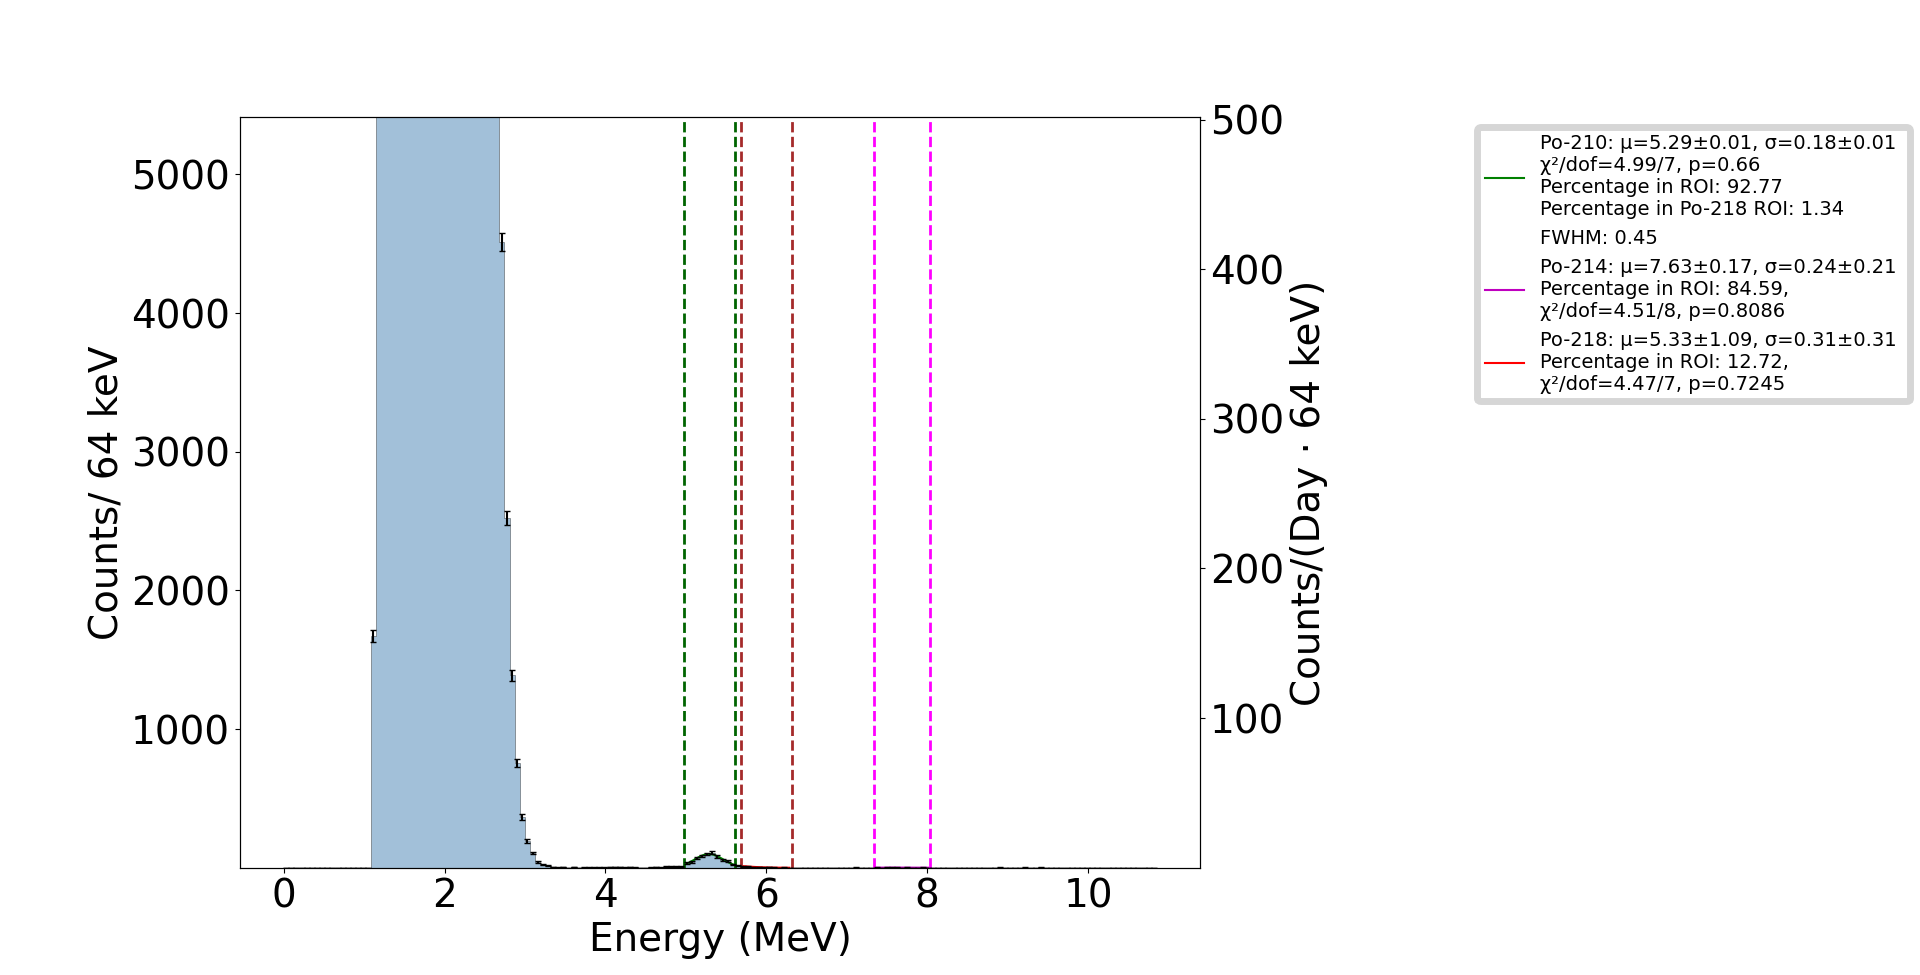 5000
4000
3000
2000
1000
Counts/ 64 keV
0
2
4
6
8
10
Energy (MeV)
500
400
300
200
100
Counts/(Day · 64 keV)
Po-210: μ=5.29±0.01, σ=0.18±0.01
χ²/dof=4.99/7, p=0.66
Percentage in ROI: 92.77
Percentage in Po-218 ROI: 1.34
FWHM: 0.45
Po-214: μ=7.63±0.17, σ=0.24±0.21
Percentage in ROI: 84.59,
χ²/dof=4.51/8, p=0.8086
Po-218: μ=5.33±1.09, σ=0.31±0.31
Percentage in ROI: 12.72,
χ²/dof=4.47/7, p=0.7245